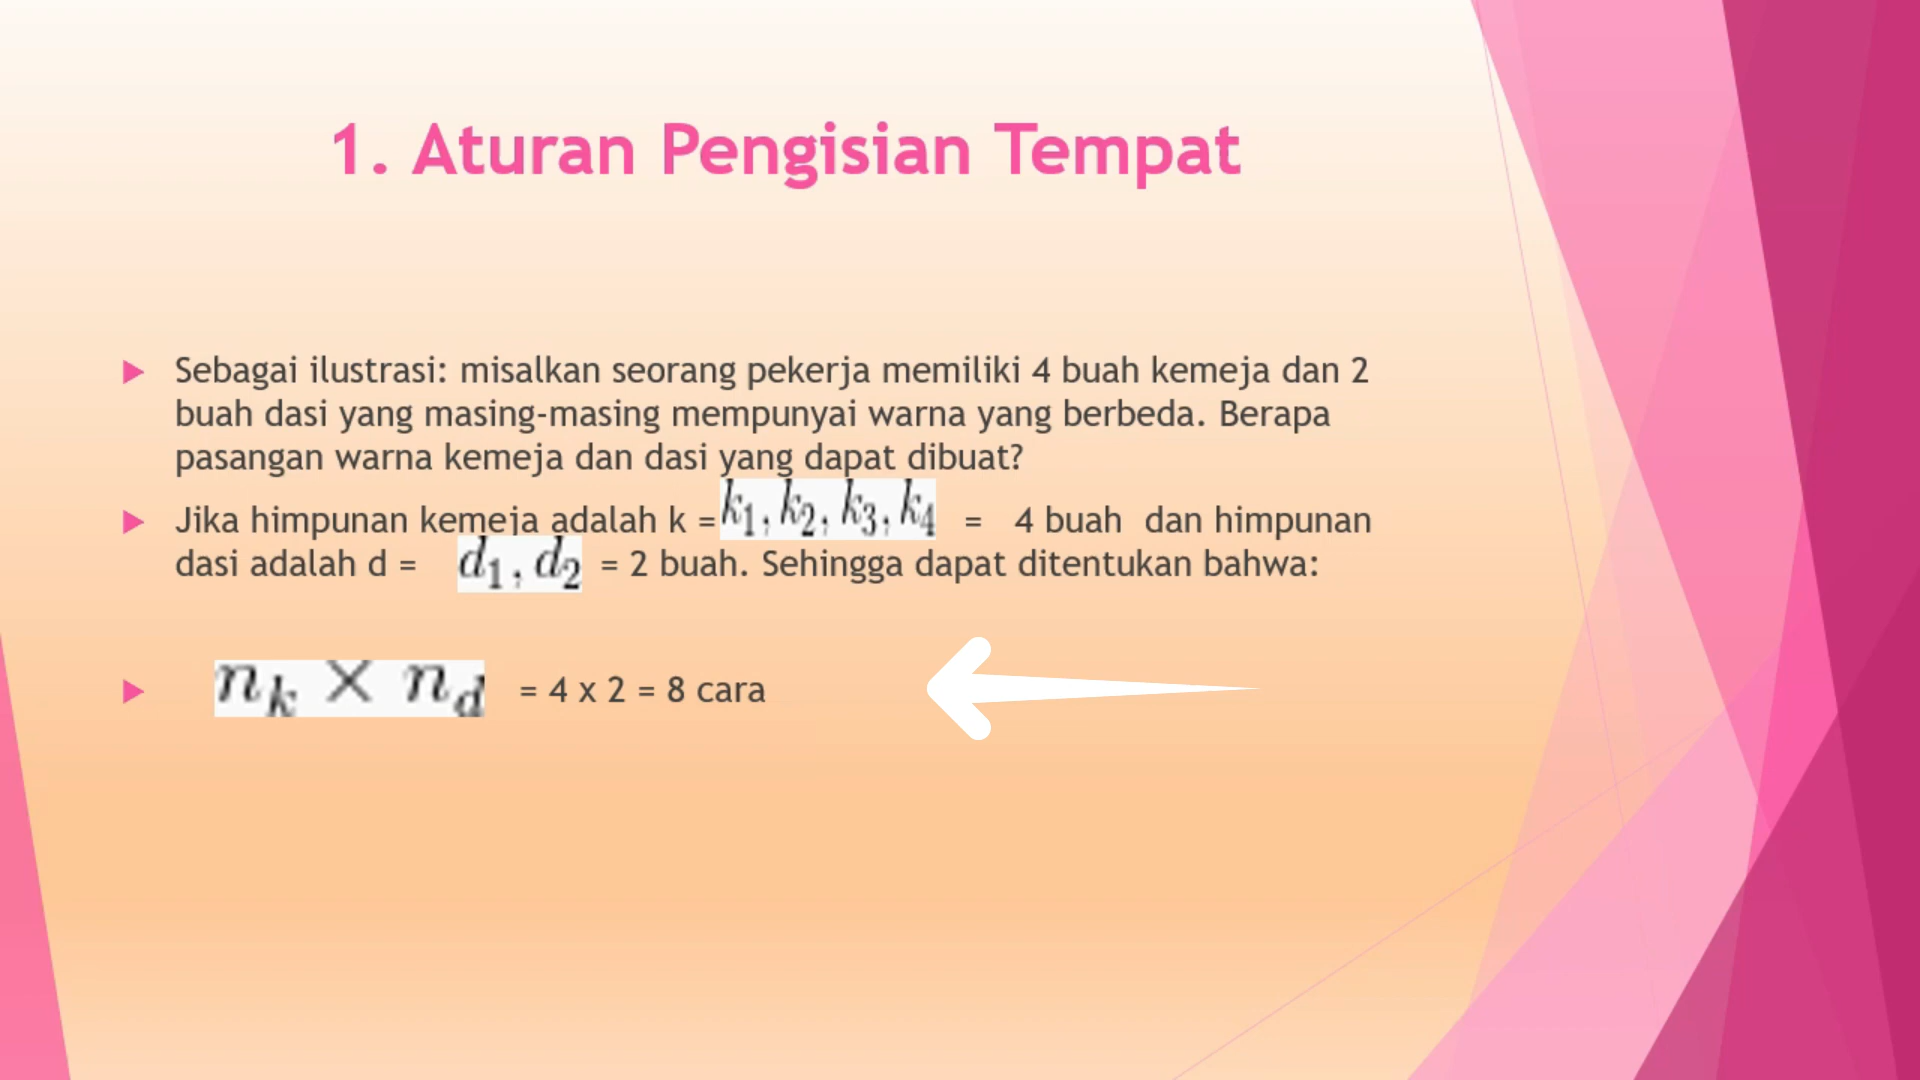 1. Aturan Pengisian Tempat
Sebagai ilustrasi: misalkan seorang pekerja memiliki 4 buah kemeja dan 2
buah dasi yang masing-masing mempunyai warna yang berbeda. Berapa
pasangan warna kemeja dan dasi yang dapat dibuat?
Jika himpunan kemeja adalah k = k₁, k₂, k₃, k₄ = 4 buah dan himpunan
dasi adalah d = d₁, d₂ = 2 buah. Sehingga dapat ditentukan bahwa:
nₖ × n_d = 4 x 2 = 8 cara